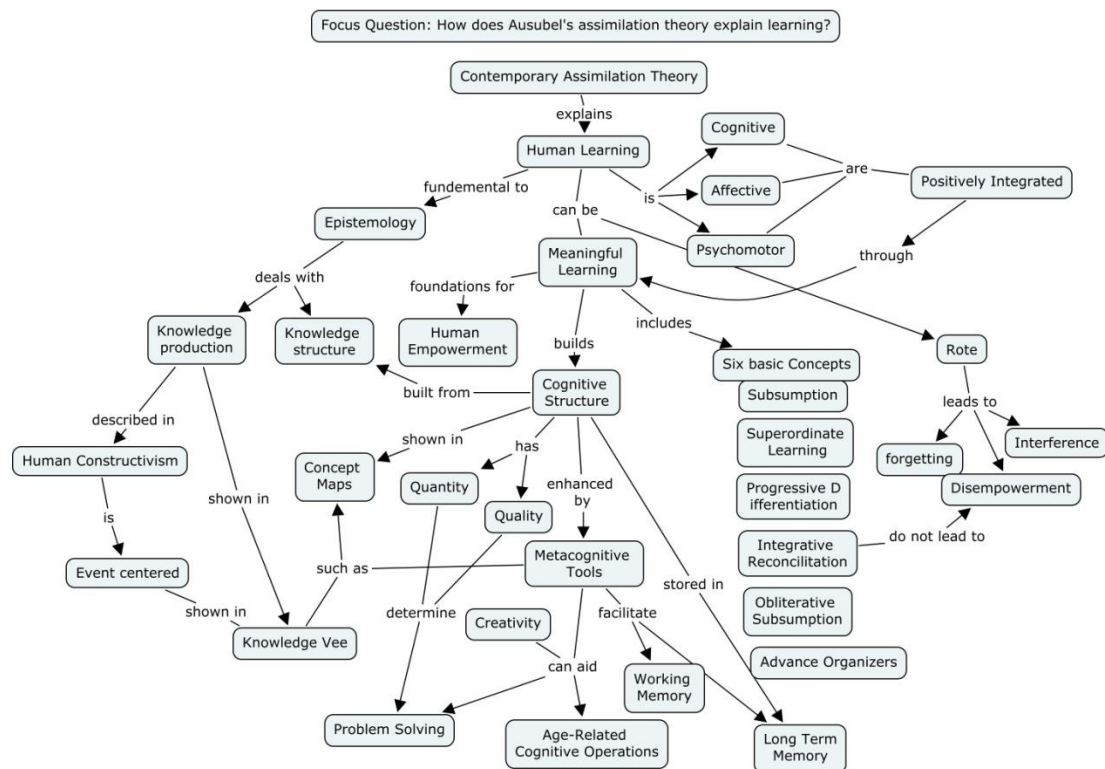 Focus Question: How does Ausubel's assimilation theory explain learning?
Contemporary Assimilation Theory
explains
Human Learning
Cognitive
are
Positively Integrated
fundemental to
is
Affective
Epistemology
can be
Psychomotor
through
Meaningful
Learning
deals with
foundations for
Knowledge
production
Knowledge
structure
Human
Empowerment
includes
builds
Rote
Six basic Concepts
Subsumption
built from
Cognitive
Structure
leads to
described in
Superordinate
Learning
Interference
Human Constructivism
shown in
has
forgetting
Concept
Maps
Quantity
enhanced
by
Progressive D
ifferentiation
Disempowerment
shown in
Quality
is
Integrative
Reconcilitation
do not lead to
Event centered
such as
Metacognitive
Tools
stored in
shown in
determine
facilitate
Obliterative
Subsumption
Creativity
Knowledge Vee
can aid
Advance Organizers
Working
Memory
Problem Solving
Age-Related
Cognitive Operations
Long Term
Memory